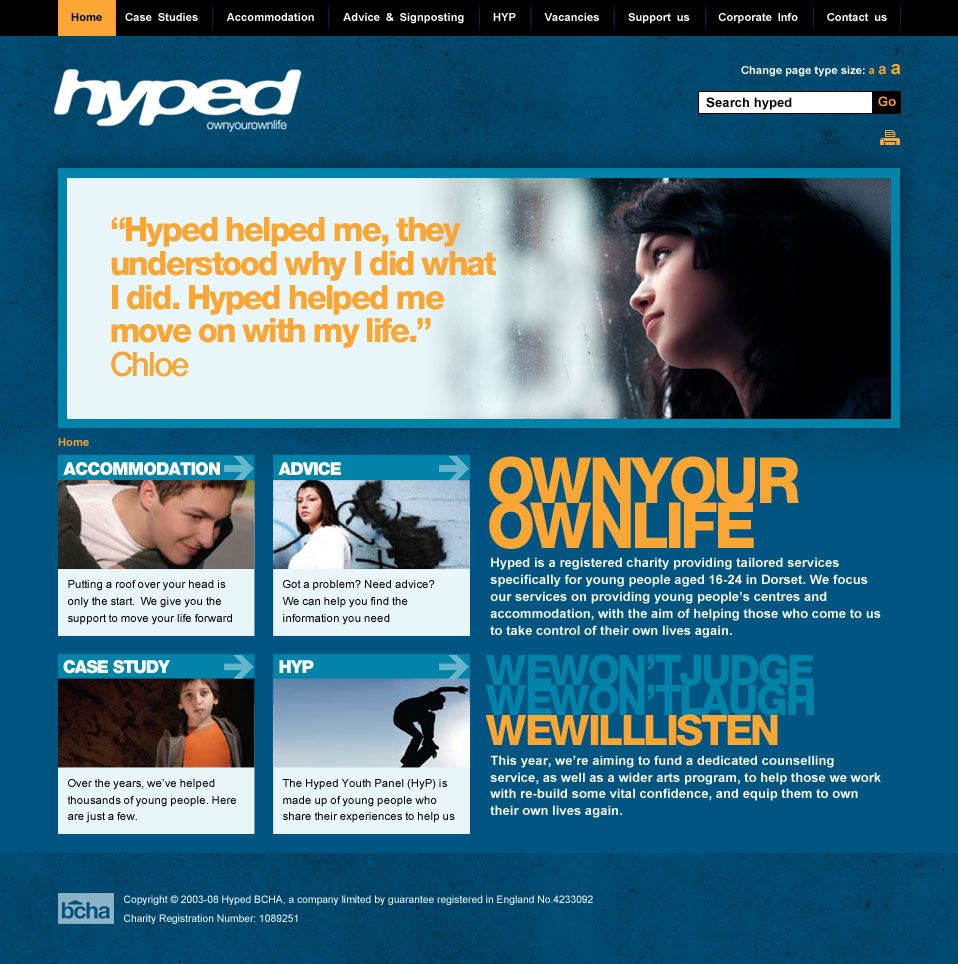 Home Case Studies Accommodation Advice & Signposting HYP Vacancies Support us Corporate Info Contact us
Change page type size: a a a
hyped
ownyourownlife
Search hyped Go
“Hyped helped me, they
understood why I did what
I did. Hyped helped me
move on with my life.”
Chloe
Home
ACCOMMODATION
Putting a roof over your head is
only the start. We give you the
support to move your life forward
ADVICE
Got a problem? Need advice?
We can help you find the
information you need
OWNYOUR
OWNLIFE
Hyped is a registered charity providing tailored services
specifically for young people aged 16-24 in Dorset. We focus
our services on providing young people’s centres and
accommodation, with the aim of helping those who come to us
to take control of their own lives again.
CASE STUDY
Over the years, we’ve helped
thousands of young people. Here
are just a few.
HYP
The Hyped Youth Panel (HyP) is
made up of young people who
share their experiences to help us
WEWON’TJUDGE
WEWON’TLAUGH
WEWILLLISTEN
This year, we’re aiming to fund a dedicated counselling
service, as well as a wider arts program, to help those we work
with re-build some vital confidence, and equip them to own
their own lives again.
bcha
Copyright © 2003-08 Hyped BCHA, a company limited by guarantee registered in England No.4233092
Charity Registration Number: 1089251